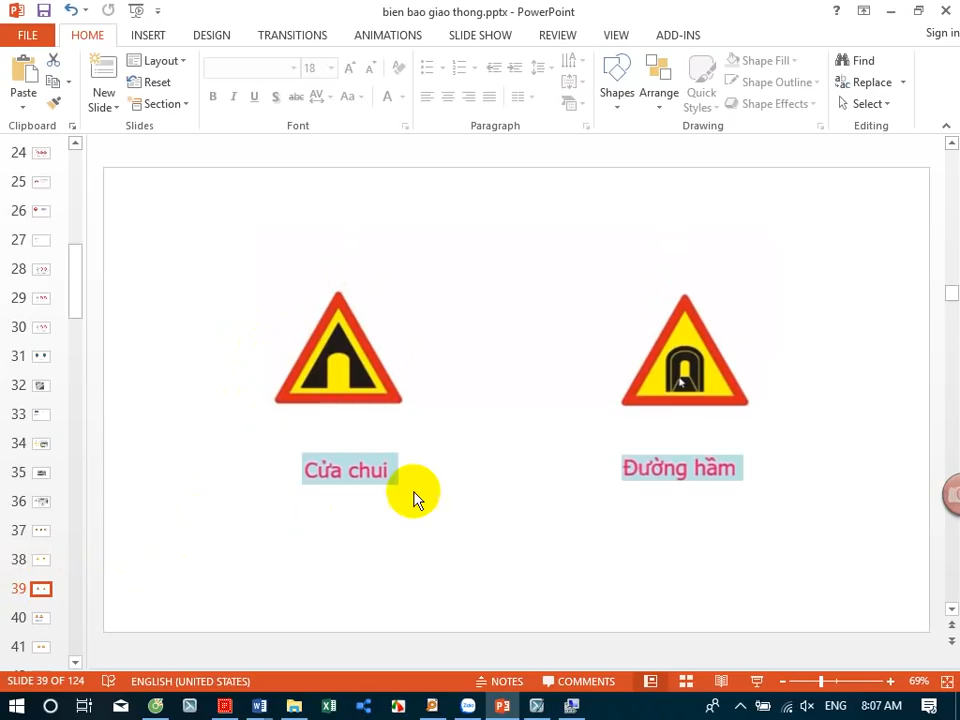 bien bao giao thong.pptx - PowerPoint
?
FILE
HOME
INSERT
DESIGN
TRANSITIONS
ANIMATIONS
SLIDE SHOW
REVIEW
VIEW
ADD-INS
Sign in
Paste
Clipboard
New
Slide
Layout
Reset
Section
Slides
18
B I U S abc AV Aa A
Font
Paragraph
Shapes
Arrange
Quick
Styles
Shape Fill
Shape Outline
Shape Effects
Drawing
Find
Replace
Select
Editing
24
25
26
27
28
29
30
31
32
33
34
35
36
37
38
39
40
41
Cửa chui
Đường hầm
SLIDE 39 OF 124
ENGLISH (UNITED STATES)
NOTES
COMMENTS
69%
Zalo
ENG
8:07 AM